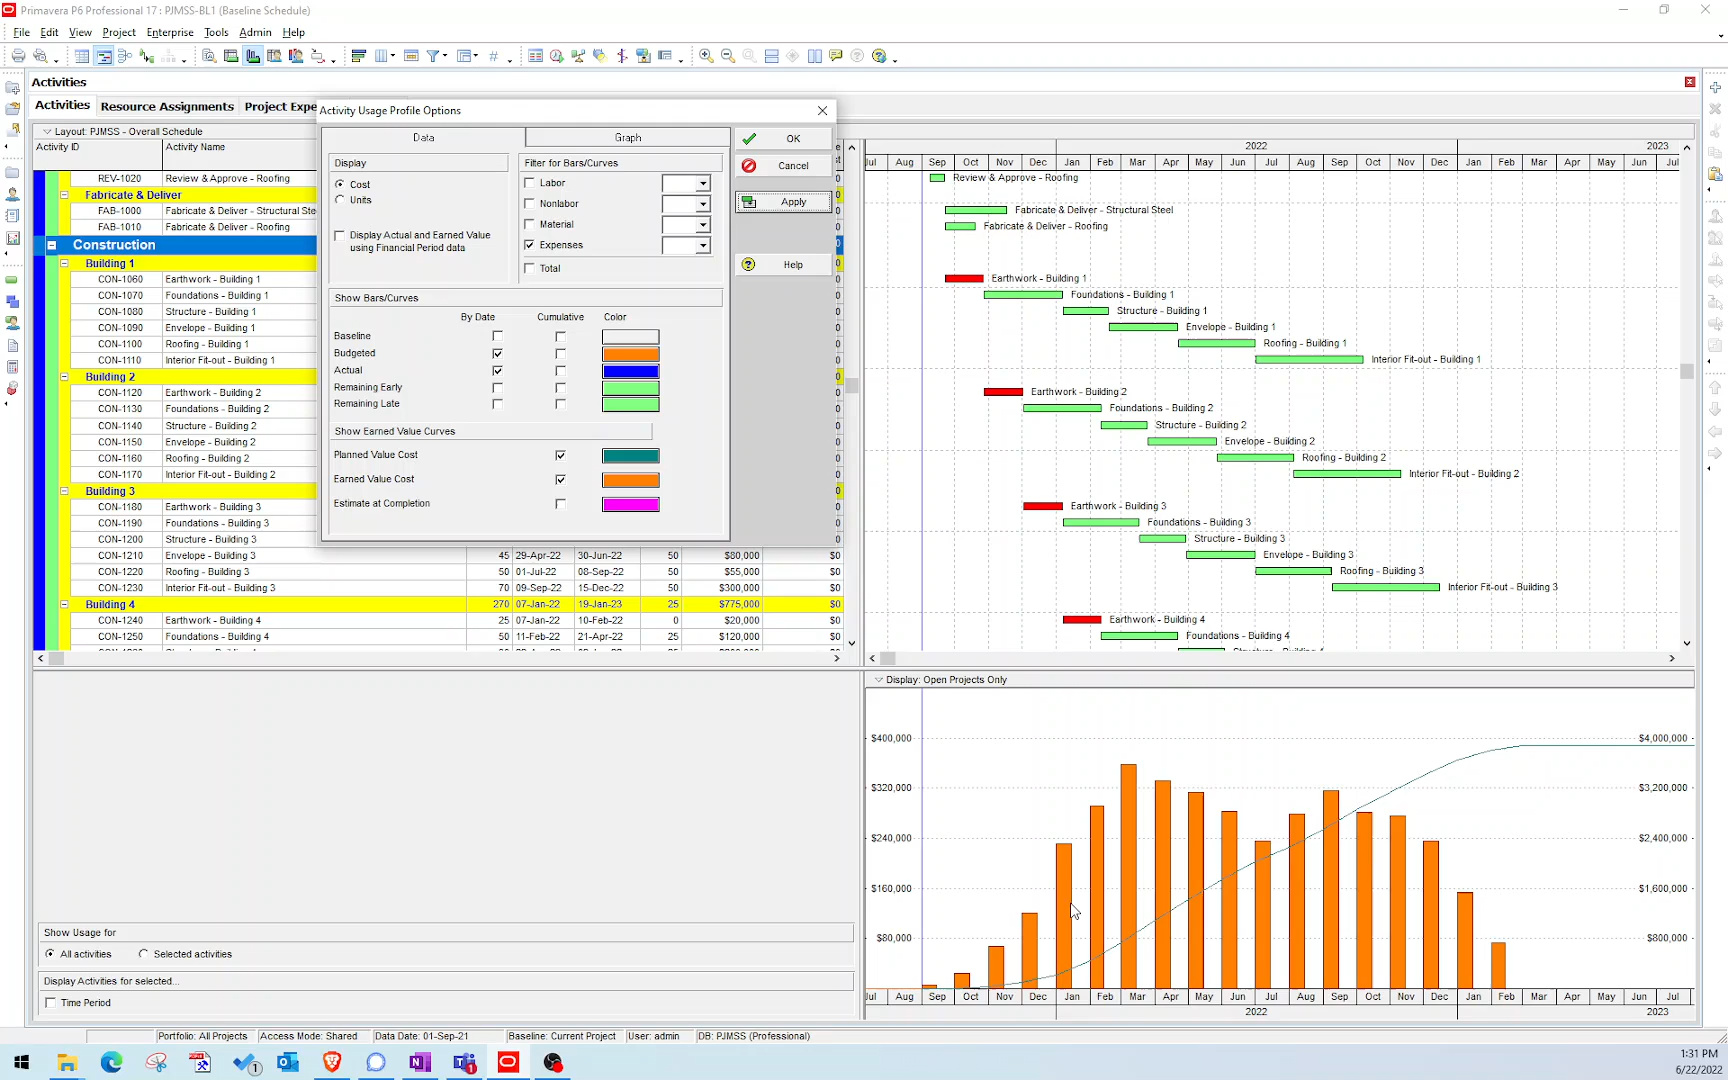 Primavera P6 Professional 17 : PJMSS-BL1 (Baseline Schedule)
File Edit View Project Enterprise Tools Admin Help
Activities
Activities Resource Assignments Project Expe
Layout: PJMSS - Overall Schedule
Activity ID Activity Name
REV-1020 Review & Approve - Roofing
Fabricate & Deliver
FAB-1000 Fabricate & Deliver - Structural Ste
FAB-1010 Fabricate & Deliver - Roofing
Construction
Building 1
CON-1060 Earthwork - Building 1
CON-1070 Foundations - Building 1
CON-1080 Structure - Building 1
CON-1090 Envelope - Building 1
CON-1100 Roofing - Building 1
CON-1110 Interior Fit-out - Building 1
Building 2
CON-1120 Earthwork - Building 2
CON-1130 Foundations - Building 2
CON-1140 Structure - Building 2
CON-1150 Envelope - Building 2
CON-1160 Roofing - Building 2
CON-1170 Interior Fit-out - Building 2
Building 3
CON-1180 Earthwork - Building 3
CON-1190 Foundations - Building 3
CON-1200 Structure - Building 3
CON-1210 Envelope - Building 3 45 29-Apr-22 30-Jun-22 50 $80,000 $0
CON-1220 Roofing - Building 3 50 01-Jul-22 08-Sep-22 50 $55,000 $0
CON-1230 Interior Fit-out - Building 3 70 09-Sep-22 15-Dec-22 50 $300,000 $0
Building 4 270 07-Jan-22 19-Jan-23 25 $775,000 $0
CON-1240 Earthwork - Building 4 25 07-Jan-22 10-Feb-22 0 $20,000 $0
CON-1250 Foundations - Building 4 50 11-Feb-22 21-Apr-22 25 $120,000 $0
Activity Usage Profile Options
Data Graph
Display
Cost
Units
Display Actual and Earned Value
using Financial Period data
Filter for Bars/Curves
Labor
Nonlabor
Material
Expenses
Total
OK
Cancel
Apply
Help
Show Bars/Curves
By Date Cumulative Color
Baseline
Budgeted
Actual
Remaining Early
Remaining Late
Show Earned Value Curves
Planned Value Cost
Earned Value Cost
Estimate at Completion
2022 2023
Jul Aug Sep Oct Nov Dec Jan Feb Mar Apr May Jun Jul Aug Sep Oct Nov Dec Jan Feb Mar Apr May Jun Jul
Review & Approve - Roofing
Fabricate & Deliver - Structural Steel
Fabricate & Deliver - Roofing
Earthwork - Building 1
Foundations - Building 1
Structure - Building 1
Envelope - Building 1
Roofing - Building 1
Interior Fit-out - Building 1
Earthwork - Building 2
Foundations - Building 2
Structure - Building 2
Envelope - Building 2
Roofing - Building 2
Interior Fit-out - Building 2
Earthwork - Building 3
Foundations - Building 3
Structure - Building 3
Envelope - Building 3
Roofing - Building 3
Interior Fit-out - Building 3
Earthwork - Building 4
Foundations - Building 4
Display: Open Projects Only
$400,000 $4,000,000
$320,000 $3,200,000
$240,000 $2,400,000
$160,000 $1,600,000
$80,000 $800,000
Jul Aug Sep Oct Nov Dec Jan Feb Mar Apr May Jun Jul Aug Sep Oct Nov Dec Jan Feb Mar Apr May Jun Jul
2022 2023
Show Usage for
All activities Selected activities
Display Activities for selected...
Time Period
Portfolio: All Projects Access Mode: Shared Data Date: 01-Sep-21 Baseline: Current Project User: admin DB: PJMSS (Professional)
1:31 PM
6/22/2022